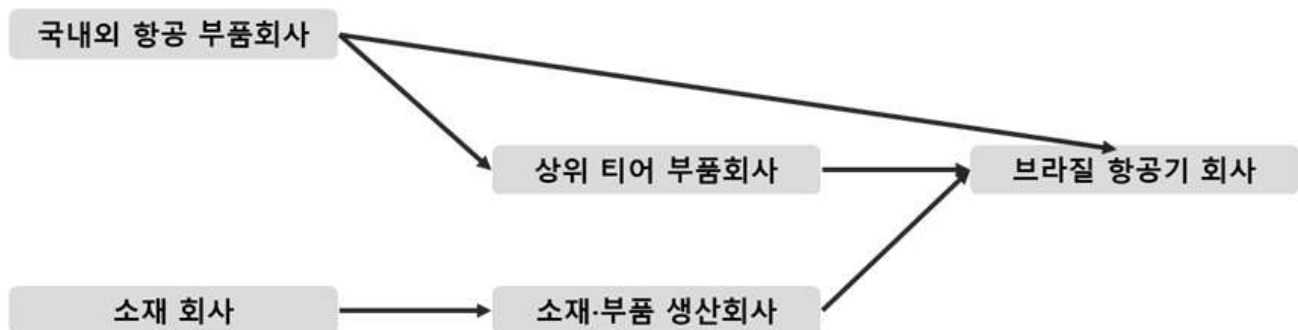 국내외 항공 부품회사
상위 티어 부품회사
브라질 항공기 회사
소재 회사
소재·부품 생산회사